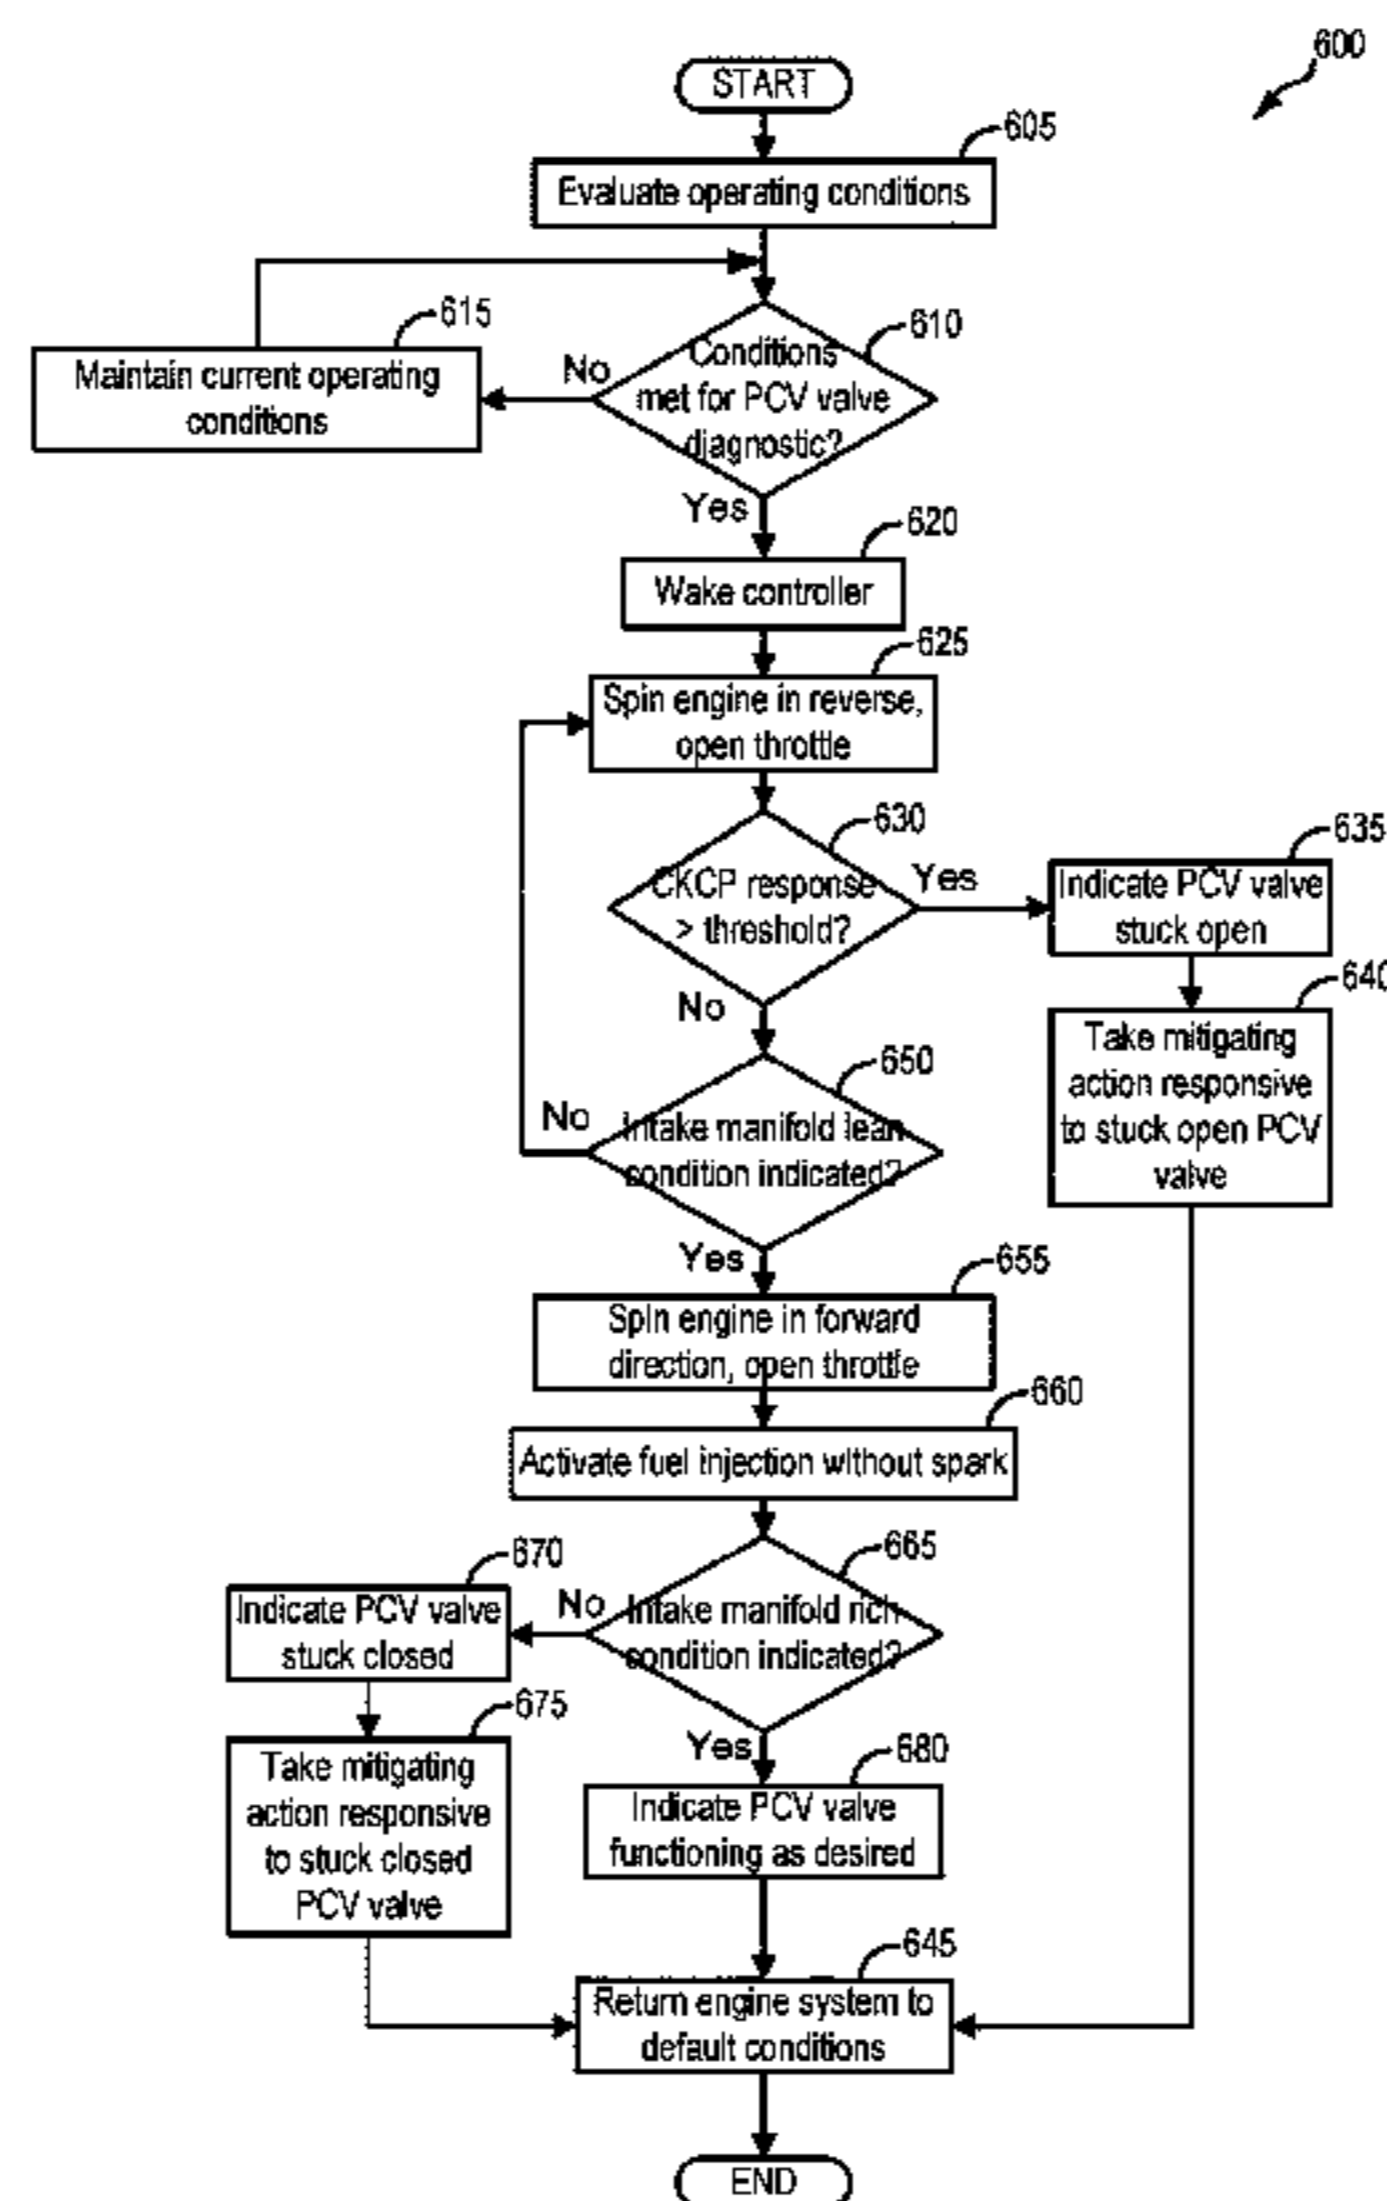 600
START
605
Evaluate operating conditions
615
Maintain current operating
conditions
610
No
Conditions
met for PCV valve
diagnostic?
Yes
620
Wake controller
625
Spin engine in reverse,
open throttle
630
CKCP response
> threshold?
Yes
635
Indicate PCV valve
stuck open
No
640
Take mitigating
action responsive
to stuck open PCV
valve
650
No
Intake manifold lean
condition indicated?
Yes
655
Spin engine in forward
direction, open throttle
660
Activate fuel injection without spark
665
Intake manifold rich
condition indicated?
No
670
Indicate PCV valve
stuck closed
675
Take mitigating
action responsive
to stuck closed
PCV valve
Yes
680
Indicate PCV valve
functioning as desired
645
Return engine system to
default conditions
END